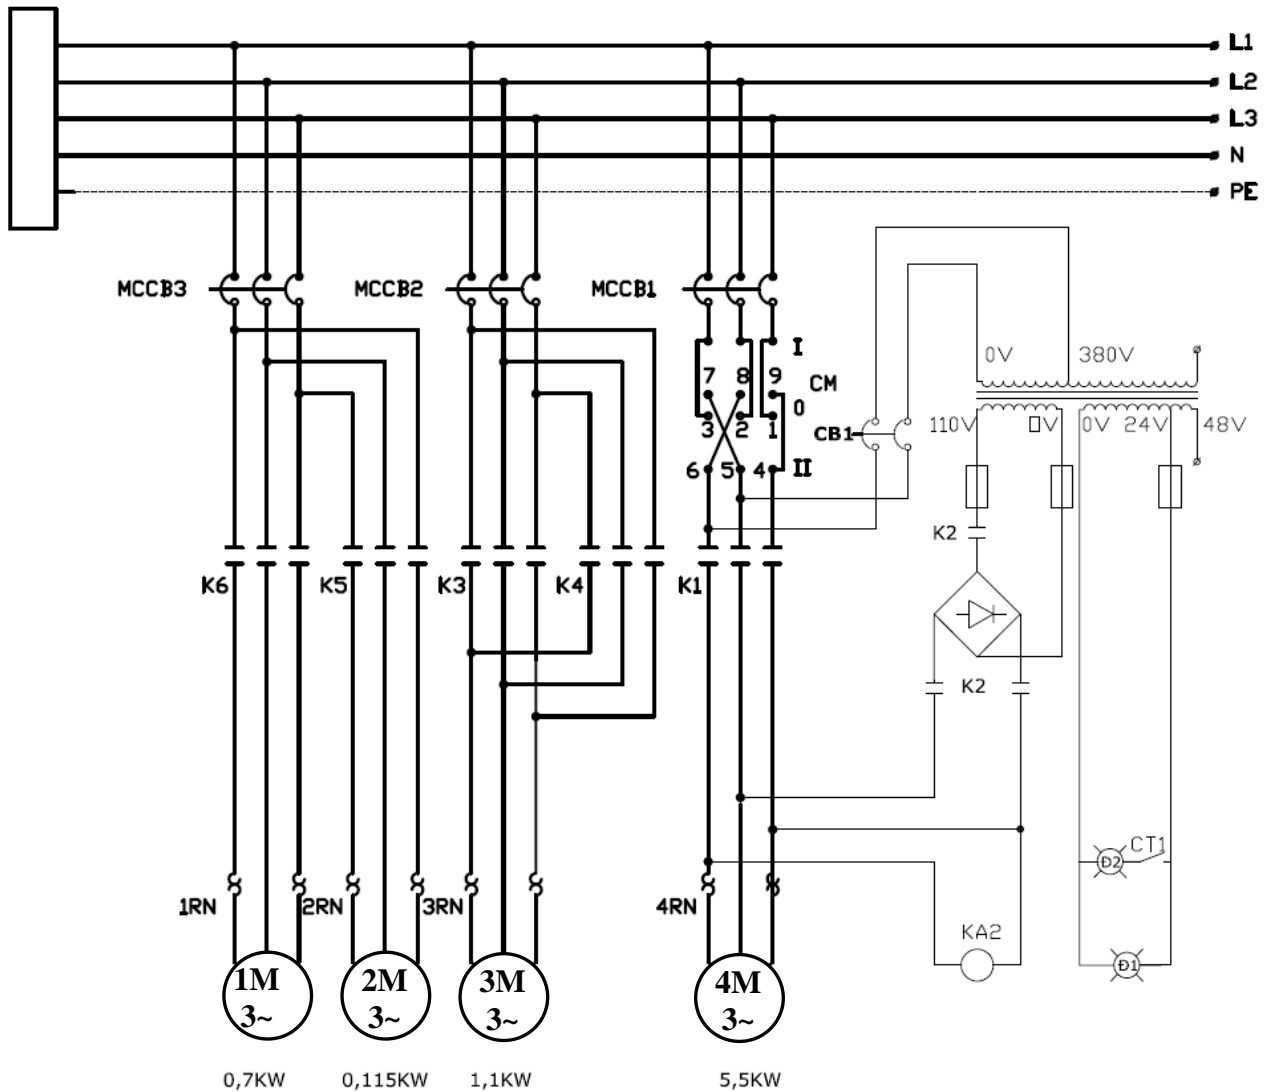 L1
L2
L3
N
PE
MCCB3 MCCB2 MCCB1
I
0V 380V
7 8 9 CM
0
3 2 1 CB1 110V 0V 0V 24V 48V
6 5 4 II
K2
K6 K5 K3 K4 K1
K2
CT1
Đ2
1RN 2RN 3RN 4RN
KA2
Đ1
1M 2M 3M 4M
3~ 3~ 3~ 3~
0,7KW 0,115KW 1,1KW 5,5KW